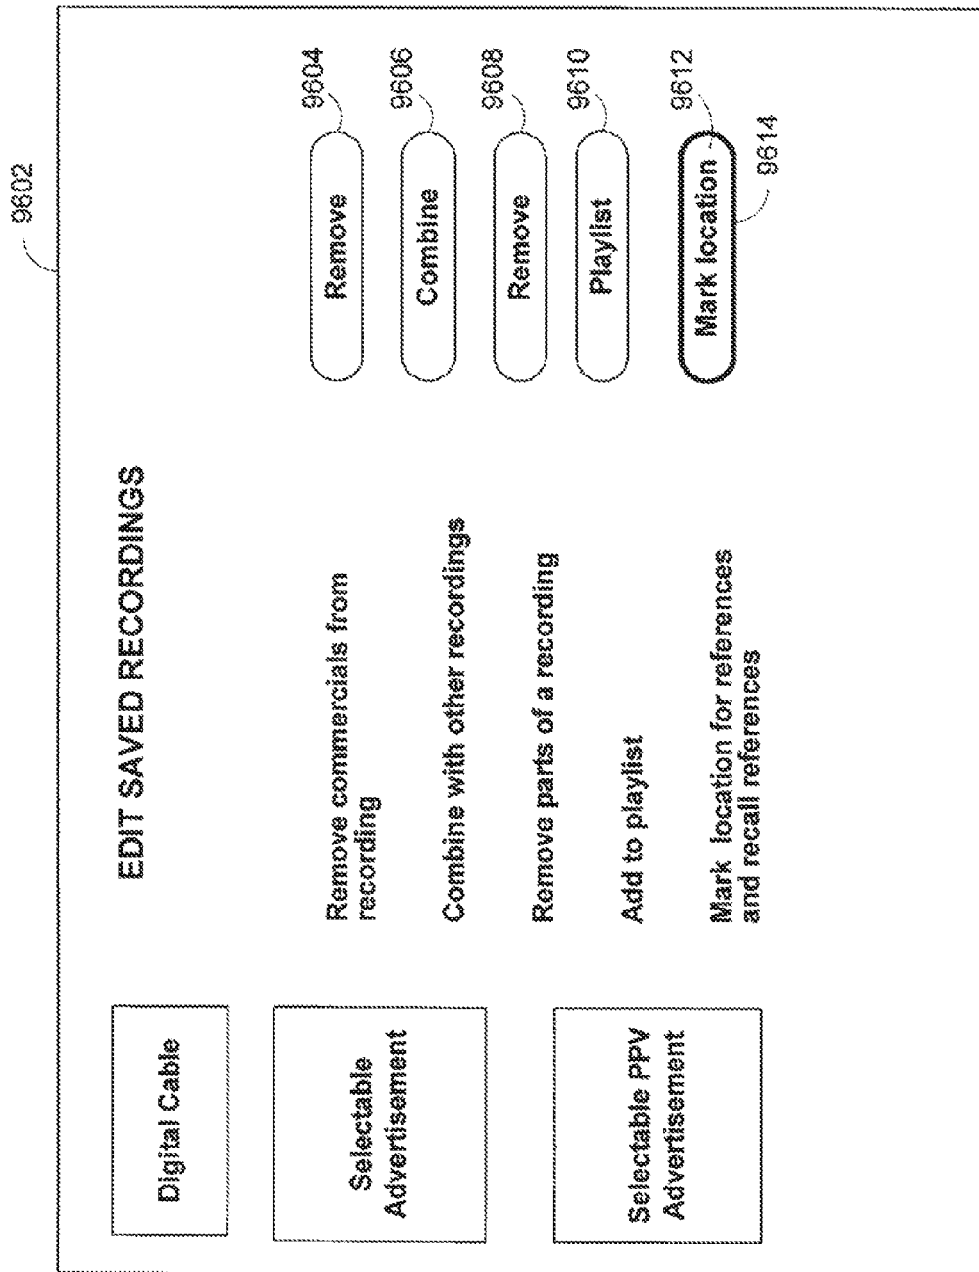 9602
EDIT SAVED RECORDINGS
Digital Cable
Selectable
Advertisement
Selectable PPV
Advertisement
Remove commercials from
recording
Remove
9604
Combine with other recordings
Combine
9606
Remove parts of a recording
Remove
9608
Add to playlist
Playlist
9610
Mark location for references
and recall references
Mark location
9612
9614